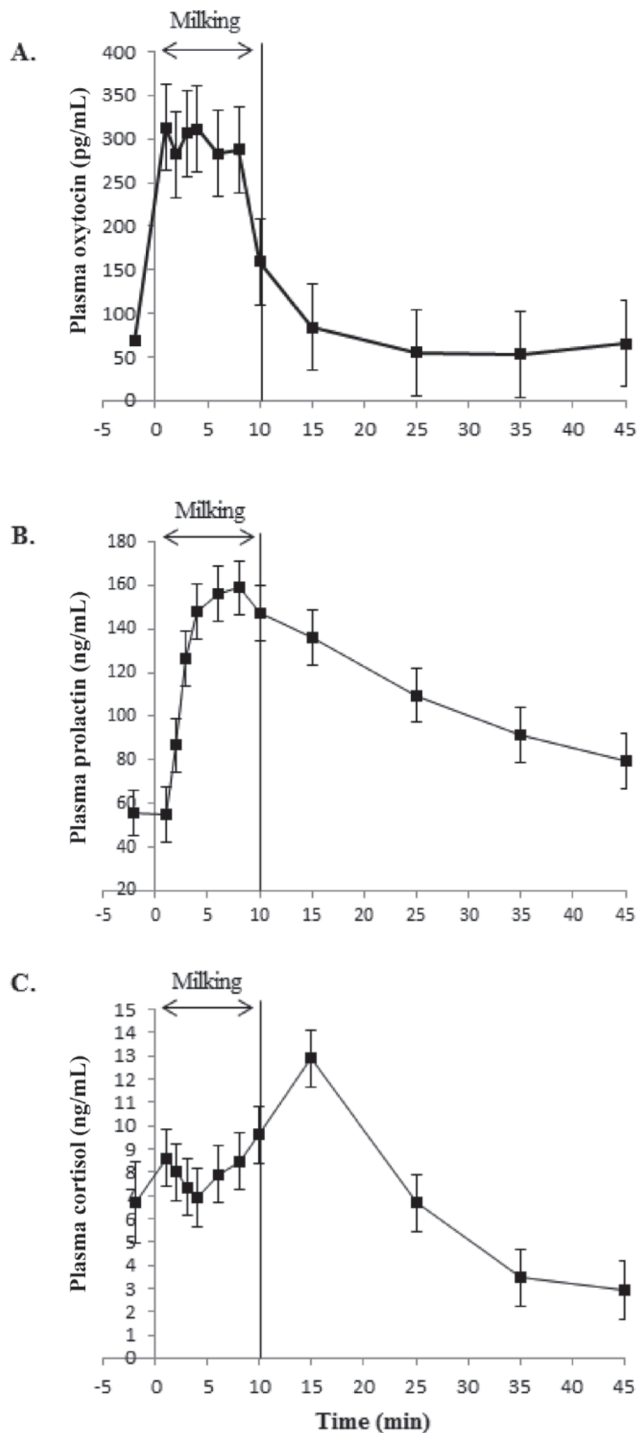 Milking
A.
Plasma oxytocin (pg/mL)
400
350
300
250
200
150
100
50
0
-5 0 5 10 15 20 25 30 35 40 45
Milking
B.
Plasma prolactin (ng/mL)
180
160
140
120
100
80
60
40
20
-5 0 5 10 15 20 25 30 35 40 45
Milking
C.
Plasma cortisol (ng/mL)
15
14
13
12
11
10
9
8
7
6
5
4
3
2
1
0
-5 0 5 10 15 20 25 30 35 40 45
Time (min)